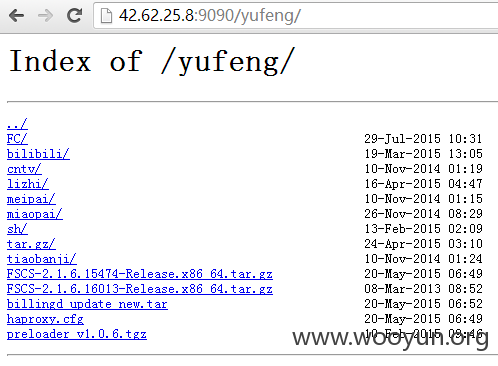 42.62.25.8:9090/yufeng/
Index of /yufeng/
../
FC/ 29-Jul-2015 10:31
bilibili/ 19-Mar-2015 13:05
cntv/ 10-Nov-2014 01:19
lizhi/ 16-Apr-2015 04:47
meipai/ 10-Nov-2014 01:15
miaopai/ 26-Nov-2014 08:29
sh/ 13-Feb-2015 02:09
tar.gz/ 24-Apr-2015 03:10
tiaobanji/ 10-Nov-2014 01:24
FSCS-2.1.6.15474-Release.x86_64.tar.gz 20-May-2015 06:49
FSCS-2.1.6.16013-Release.x86_64.tar.gz 08-Mar-2013 08:52
billingd_update_new.tar 20-May-2015 06:52
haproxy.cfg 20-May-2015 06:49
preloader_v1.0.6.tgz 10-Feb-2015 09:46
www.wooyun.org